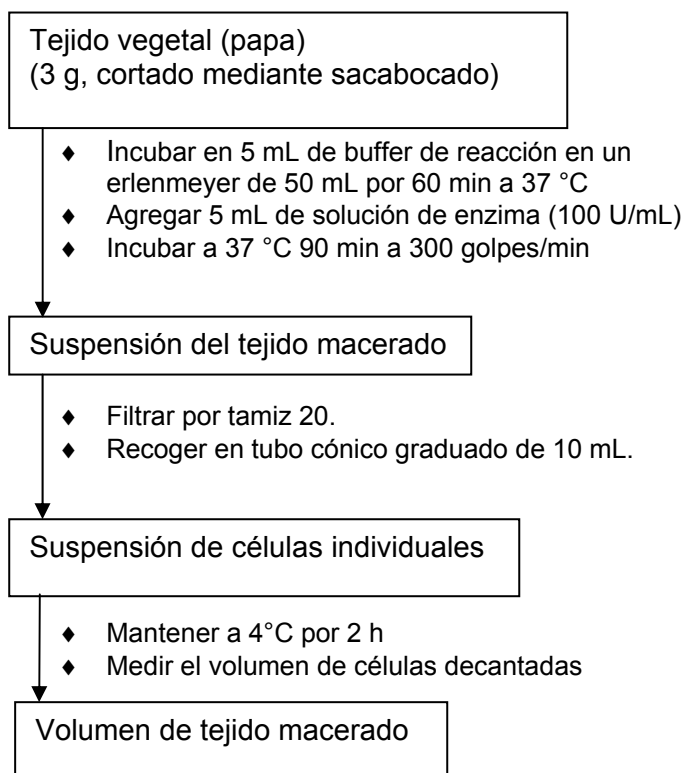 Tejido vegetal (papa)
(3 g, cortado mediante sacabocado)
♦ Incubar en 5 mL de buffer de reacción en un
erlenmeyer de 50 mL por 60 min a 37 °C
♦ Agregar 5 mL de solución de enzima (100 U/mL)
♦ Incubar a 37 °C 90 min a 300 golpes/min
Suspensión del tejido macerado
♦ Filtrar por tamiz 20.
♦ Recoger en tubo cónico graduado de 10 mL.
Suspensión de células individuales
♦ Mantener a 4°C por 2 h
♦ Medir el volumen de células decantadas
Volumen de tejido macerado